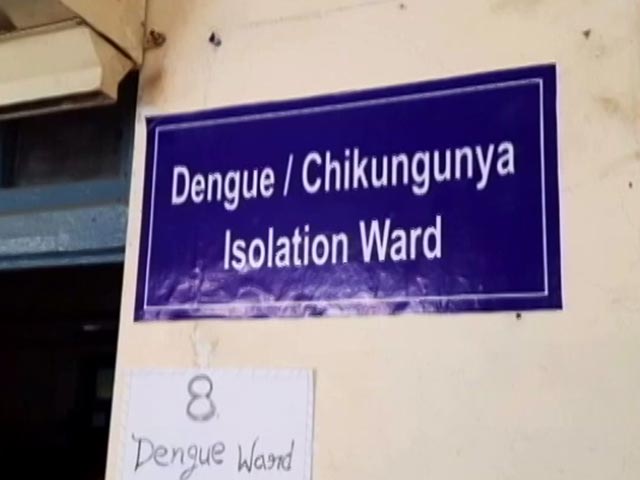 Dengue / Chikungunya
Isolation Ward
8
Dengue Ward